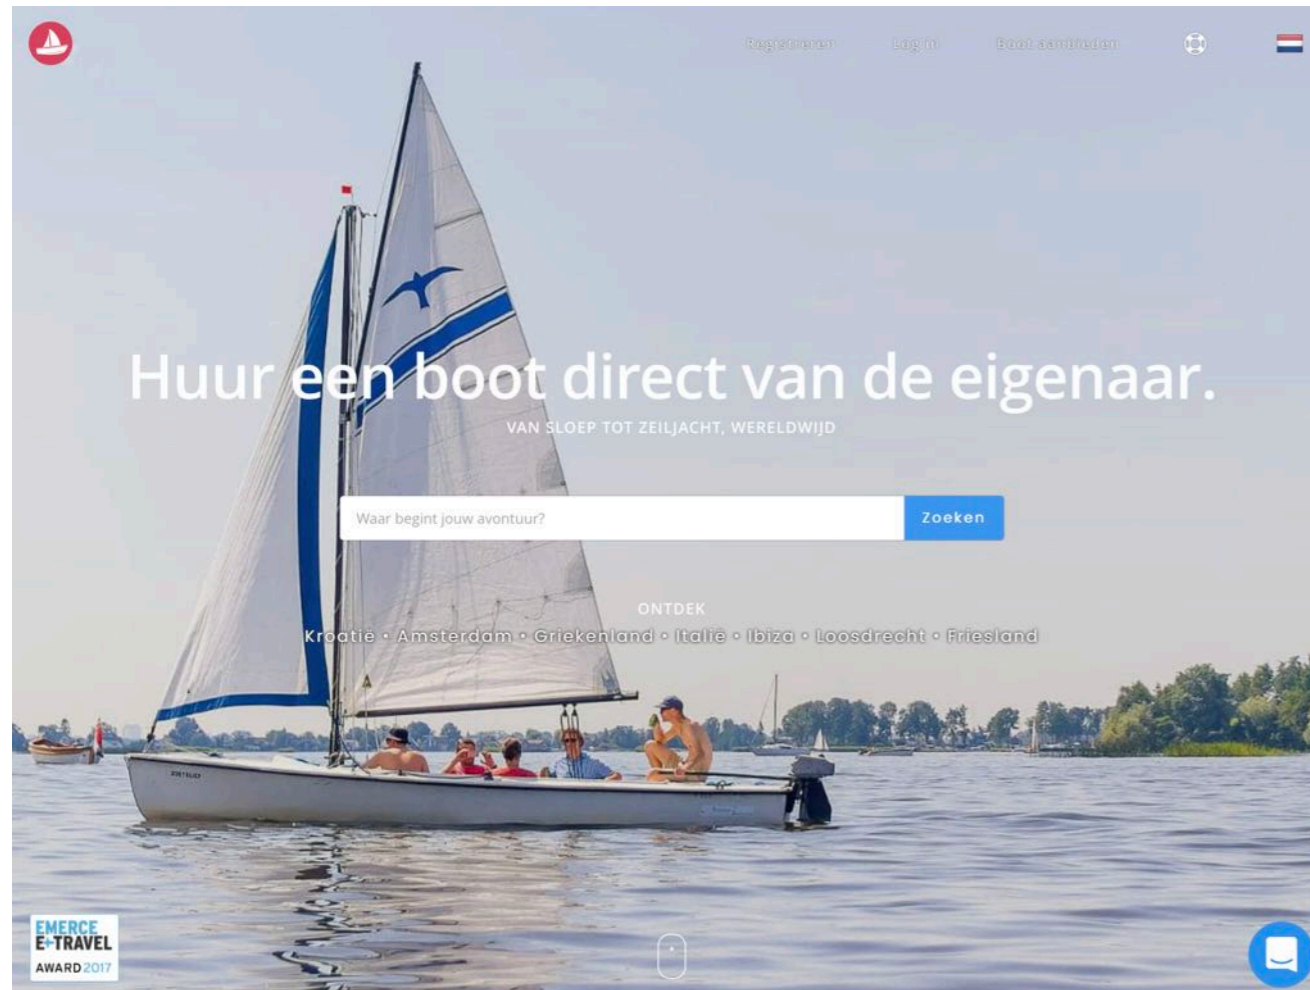 Registreren
Log in
Boot aanbieden
Huur een boot direct van de eigenaar.
VAN SLOEP TOT ZEILJACHT, WERELDWIJD
Waar begint jouw avontuur?
Zoeken
ONTDEK
Kroatië • Amsterdam • Griekenland • Italië • Ibiza • Loosdrecht • Friesland
EMERCE
E+TRAVEL
AWARD 2017